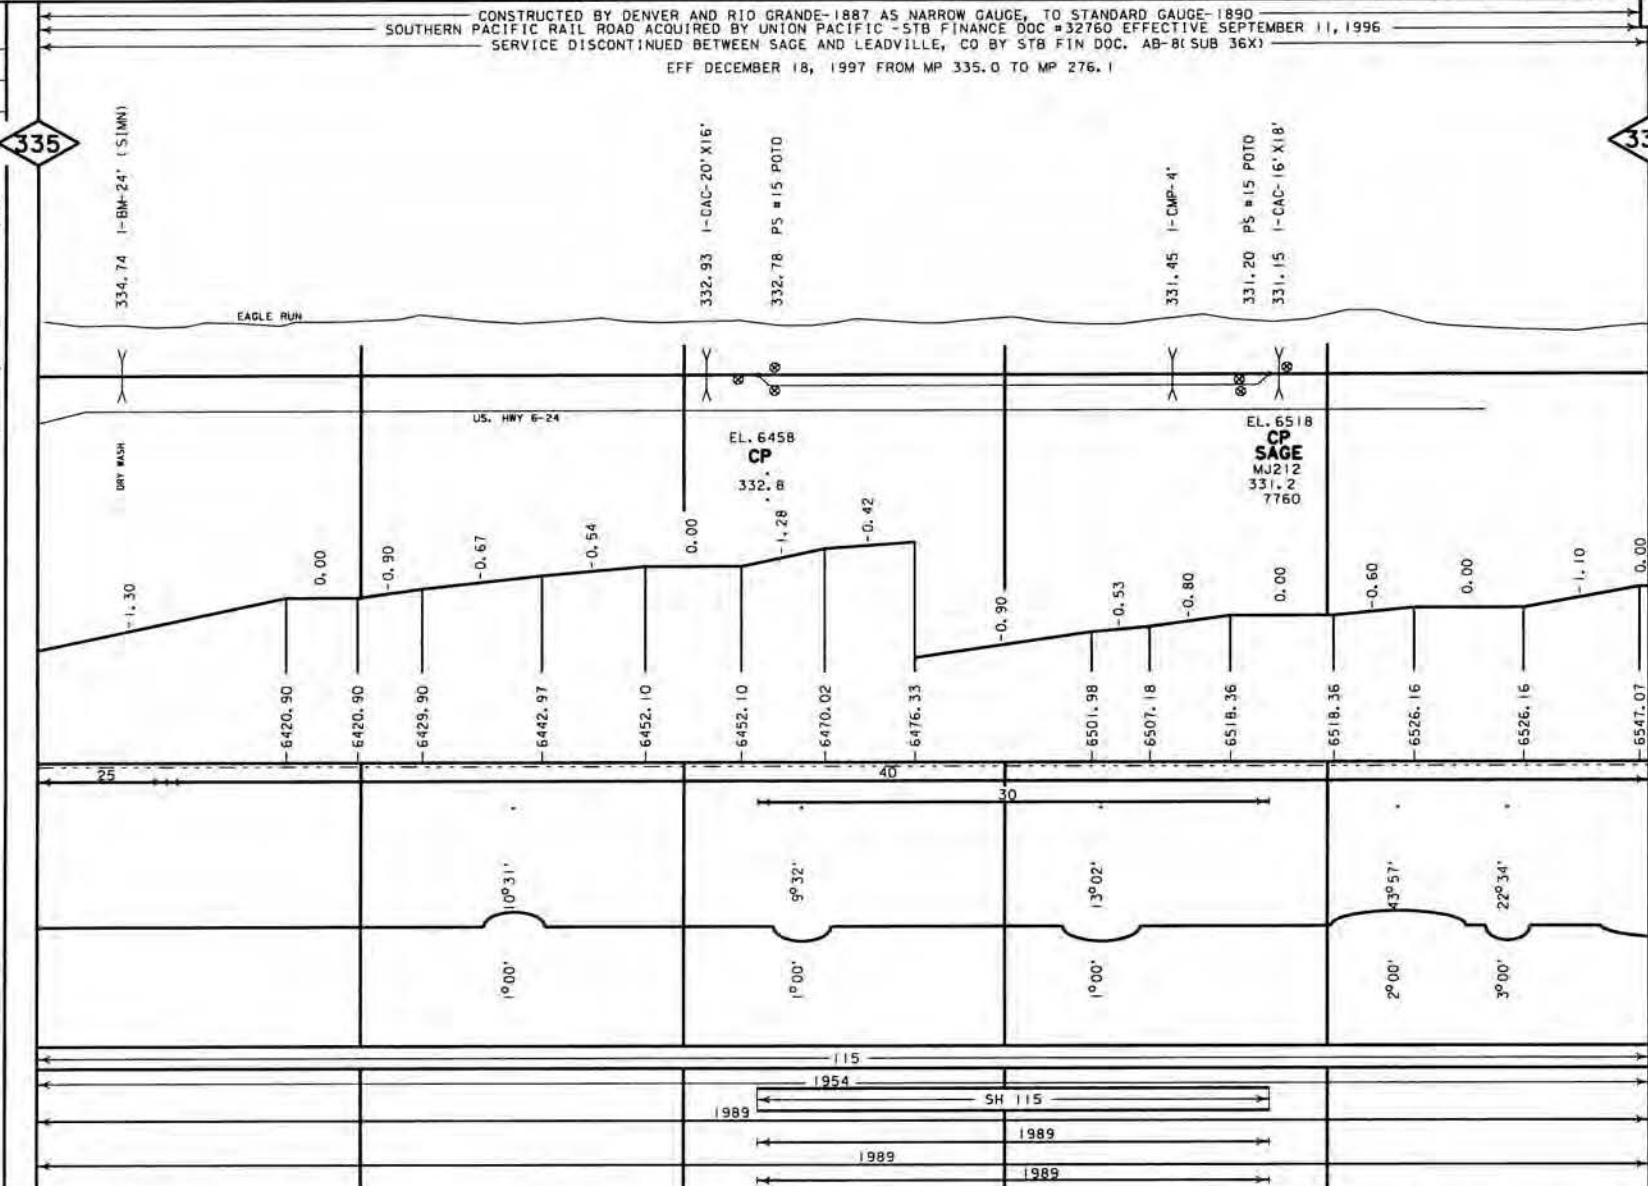 CONSTRUCTED BY DENVER AND RIO GRANDE-1887 AS NARROW GAUGE, TO STANDARD GAUGE-1890
SOUTHERN PACIFIC RAIL ROAD ACQUIRED BY UNION PACIFIC -STB FINANCE DOC #32760 EFFECTIVE SEPTEMBER 11, 1996
SERVICE DISCONTINUED BETWEEN SAGE AND LEADVILLE, CO BY STB FIN DOC. AB-8(SUB 36X)
EFF DECEMBER 18, 1997 FROM MP 335.0 TO MP 276.1
335
33
334.74 1-BM-24' (SIMN)
332.93 1-CAC-20'X16'
332.78 PS #15 POTO
331.45 1-CMP-4'
331.20 PS #15 POTO
331.15 1-CAC-16'X18'
EAGLE RUN
US. HWY 6-24
DRY WASH
EL. 6458
CP
332.8
EL. 6518
CP
SAGE
MJ212
331.2
7760
-1.30
0.00
-0.90
-0.67
-0.54
0.00
-1.28
-0.42
-0.90
-0.53
-0.80
0.00
-0.60
0.00
-1.10
0.00
6420.90
6420.90
6429.90
6442.97
6452.10
6452.10
6470.02
6476.33
6501.98
6507.18
6518.36
6518.36
6526.16
6526.16
6547.07
25
40
30
10°31'
9°32'
13°02'
43°57'
22°34'
1°00'
1°00'
1°00'
2°00'
3°00'
115
1954
SH 115
1989
1989
1989
1989